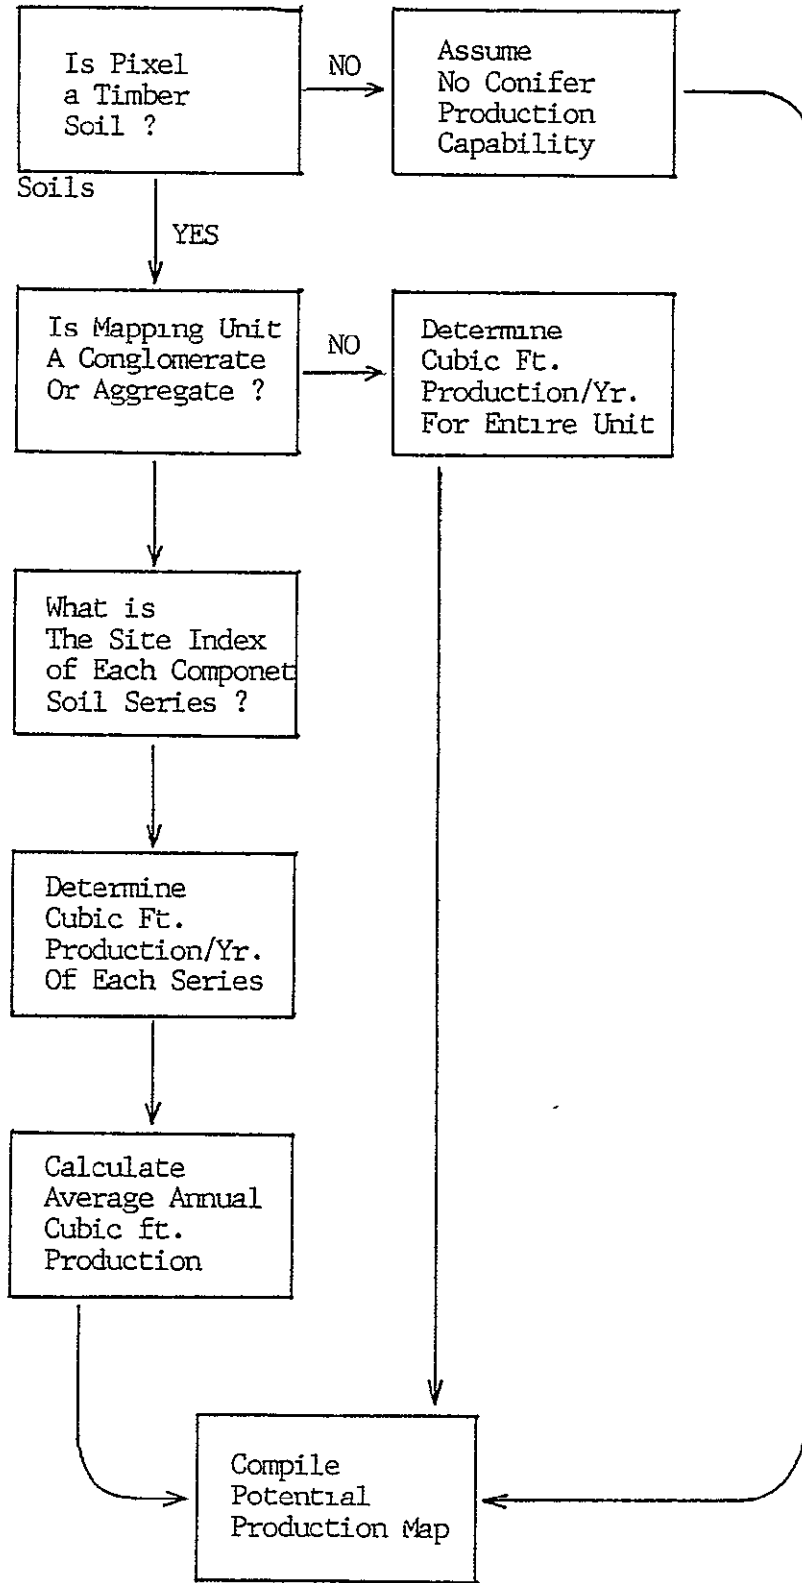 Is Pixel
a Timber
Soil ?
NO
Assume
No Conifer
Production
Capability
Soils
YES
Is Mapping Unit
A Conglomerate
Or Aggregate ?
NO
Determine
Cubic Ft.
Production/Yr.
For Entire Unit
What is
The Site Index
of Each Componet
Soil Series ?
Determine
Cubic Ft.
Production/Yr.
Of Each Series
Calculate
Average Annual
Cubic ft.
Production
Compile
Potential
Production Map